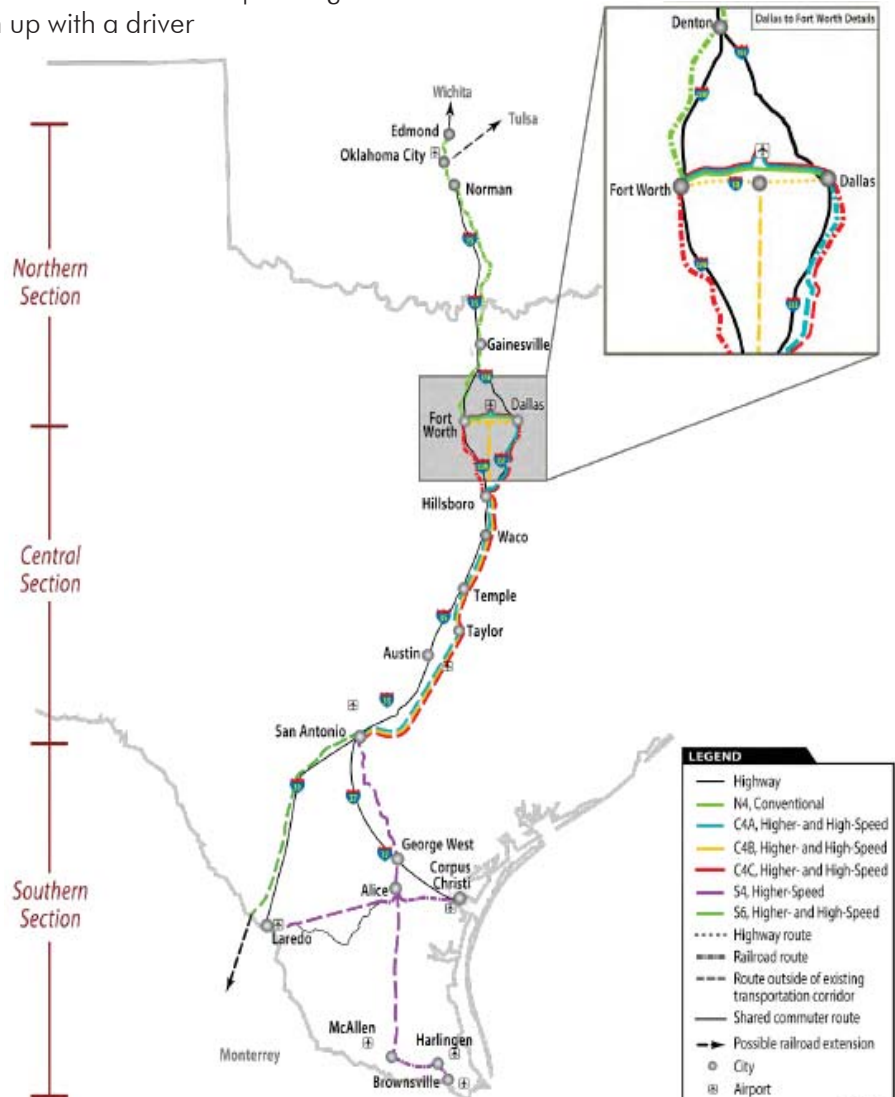 n up with a driver
Dallas to Fort Worth Details
Denton
Fort Worth
Dallas
Wichita
Tulsa
Edmond
Oklahoma City
Norman
Northern
Section
Gainesville
Fort
Worth
Dallas
Hillsboro
Waco
Central
Section
Temple
Taylor
Austin
San Antonio
George West
Corpus
Christi
Alice
Southern
Section
Laredo
McAllen
Harlingen
Monterrey
Brownsville
LEGEND
Highway
N4, Conventional
C4A, Higher- and High-Speed
C4B, Higher- and High-Speed
C4C, Higher- and High-Speed
S4, Higher-Speed
S6, Higher- and High-Speed
Highway route
Railroad route
Route outside of existing
transportation corridor
Shared commuter route
Possible railroad extension
City
Airport